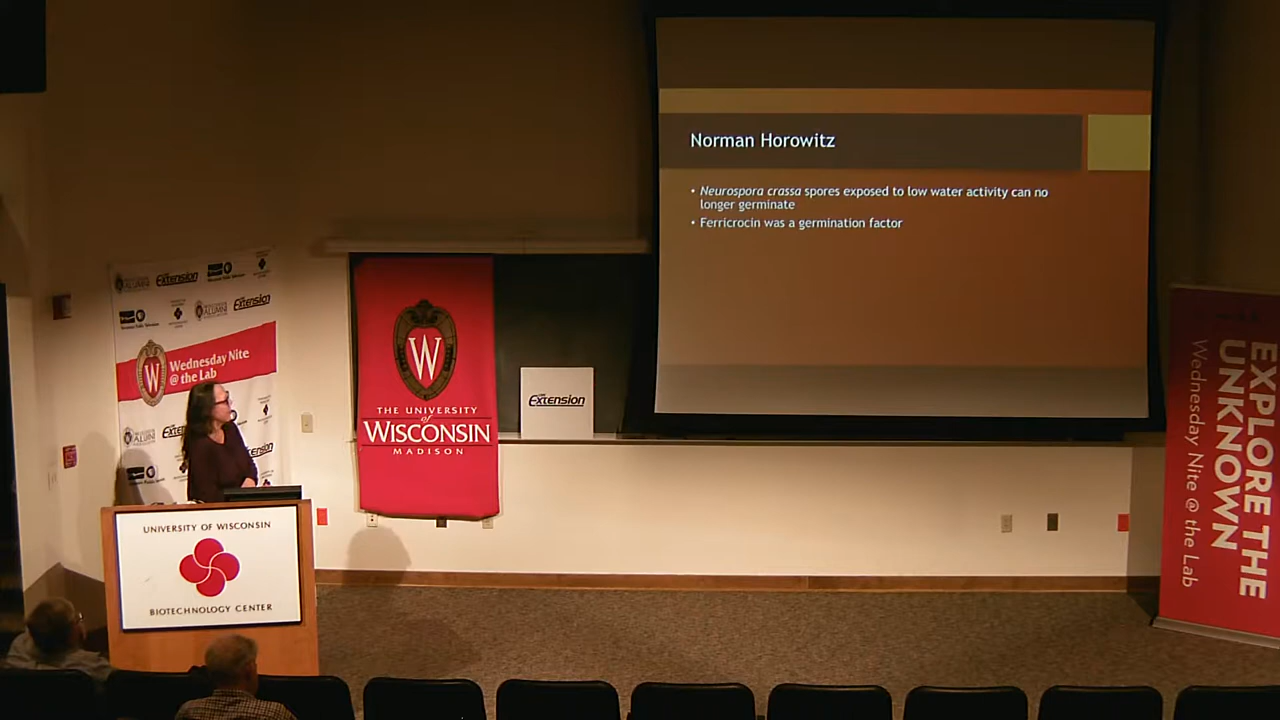 Norman Horowitz
• Neurospora crassa spores exposed to low water activity can no
longer germinate
• Ferricrocin was a germination factor
Extension
Extension
Wednesday Nite
@ the Lab
W
W
THE UNIVERSITY
of
WISCONSIN
MADISON
Extension
UNIVERSITY OF WISCONSIN
BIOTECHNOLOGY CENTER
EXPLORE THE
UNKNOWN
Wednesday Nite @ the Lab